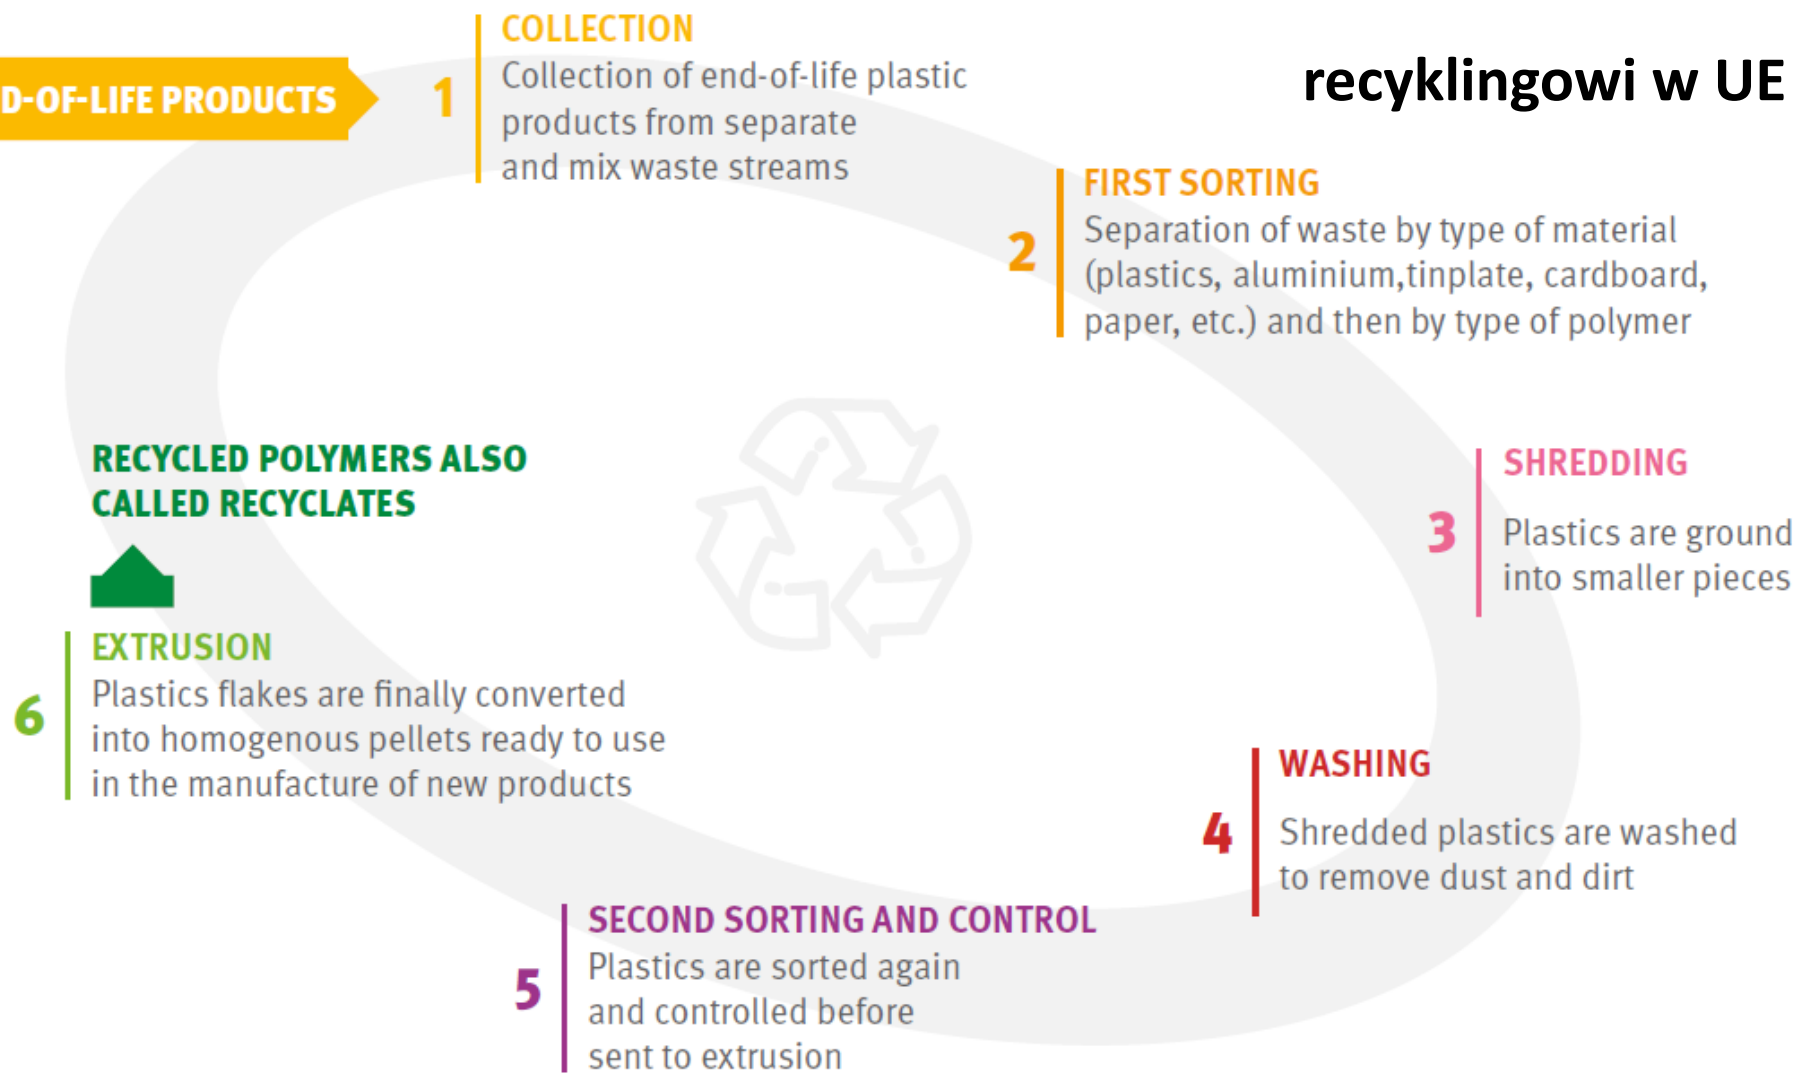 D-OF-LIFE PRODUCTS
1
COLLECTION
Collection of end-of-life plastic
products from separate
and mix waste streams
recyklingowi w UE
2
FIRST SORTING
Separation of waste by type of material
(plastics, aluminium,tinplate, cardboard,
paper, etc.) and then by type of polymer
3
SHREDDING
Plastics are ground
into smaller pieces
4
WASHING
Shredded plastics are washed
to remove dust and dirt
5
SECOND SORTING AND CONTROL
Plastics are sorted again
and controlled before
sent to extrusion
6
EXTRUSION
Plastics flakes are finally converted
into homogenous pellets ready to use
in the manufacture of new products
RECYCLED POLYMERS ALSO
CALLED RECYCLATES